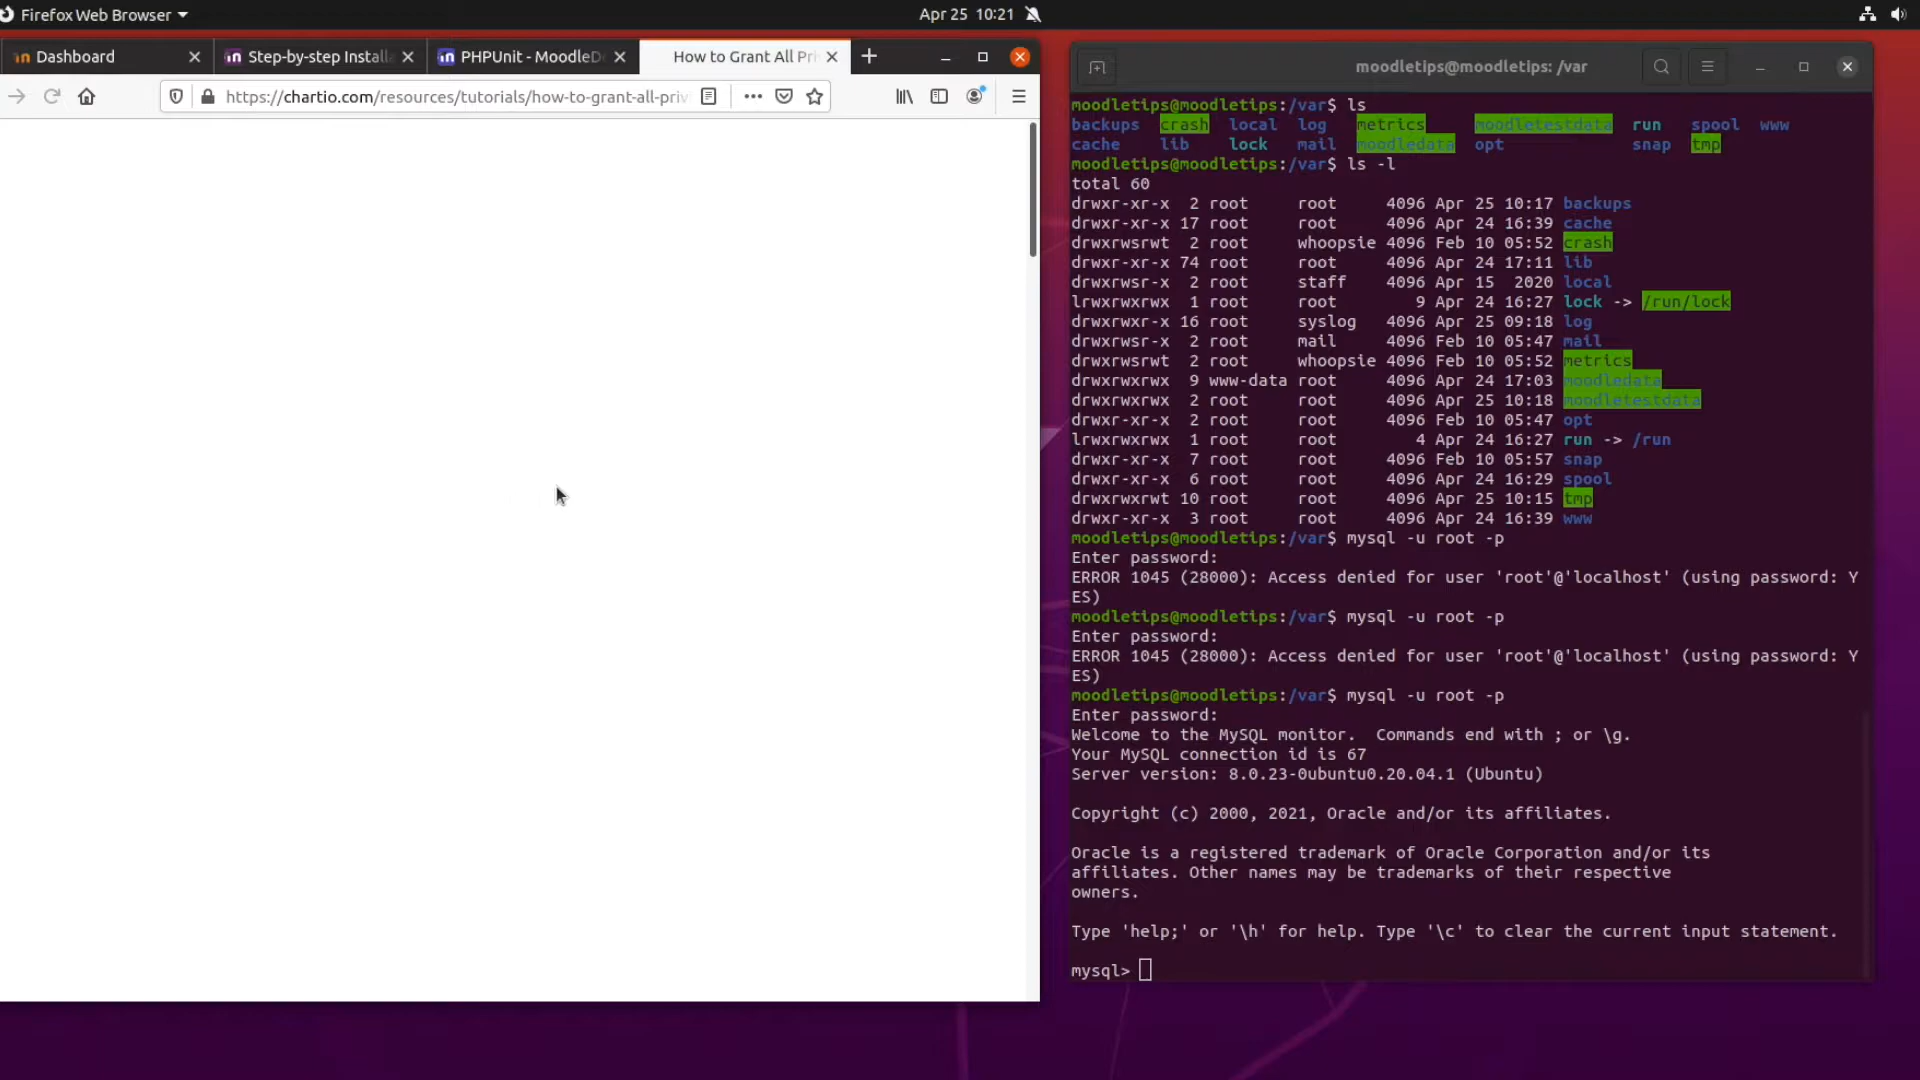 Firefox Web Browser
Apr 25 10:21
Dashboard
Step-by-step Install
PHPUnit - MoodleD
How to Grant All Pri
https://chartio.com/resources/tutorials/how-to-grant-all-priv
moodletips@moodletips: /var
moodletips@moodletips:/var$ ls
backups crash local log metrics moodletestdata run spool www
cache lib lock mail moodledata opt snap tmp
moodletips@moodletips:/var$ ls -l
total 60
drwxr-xr-x 2 root root 4096 Apr 25 10:17 backups
drwxr-xr-x 17 root root 4096 Apr 24 16:39 cache
drwxrwsrwt 2 root whoopsie 4096 Feb 10 05:52 crash
drwxr-xr-x 74 root root 4096 Apr 24 17:11 lib
drwxrwsr-x 2 root staff 4096 Apr 15 2020 local
lrwxrwxrwx 1 root root 9 Apr 24 16:27 lock -> /run/lock
drwxrwxr-x 16 root syslog 4096 Apr 25 09:18 log
drwxrwsr-x 2 root mail 4096 Feb 10 05:47 mail
drwxrwsrwt 2 root whoopsie 4096 Feb 10 05:52 metrics
drwxrwxrwx 9 www-data root 4096 Apr 24 17:03 moodledata
drwxrwxrwx 2 root root 4096 Apr 25 10:18 moodletestdata
drwxr-xr-x 2 root root 4096 Feb 10 05:47 opt
lrwxrwxrwx 1 root root 4 Apr 24 16:27 run -> /run
drwxr-xr-x 7 root root 4096 Feb 10 05:57 snap
drwxr-xr-x 6 root root 4096 Apr 24 16:29 spool
drwxrwxrwt 10 root root 4096 Apr 25 10:15 tmp
drwxr-xr-x 3 root root 4096 Apr 24 16:39 www
moodletips@moodletips:/var$ mysql -u root -p
Enter password:
ERROR 1045 (28000): Access denied for user 'root'@'localhost' (using password: Y
ES)
moodletips@moodletips:/var$ mysql -u root -p
Enter password:
ERROR 1045 (28000): Access denied for user 'root'@'localhost' (using password: Y
ES)
moodletips@moodletips:/var$ mysql -u root -p
Enter password:
Welcome to the MySQL monitor.  Commands end with ; or \g.
Your MySQL connection id is 67
Server version: 8.0.23-0ubuntu0.20.04.1 (Ubuntu)
Copyright (c) 2000, 2021, Oracle and/or its affiliates.
Oracle is a registered trademark of Oracle Corporation and/or its
affiliates. Other names may be trademarks of their respective
owners.
Type 'help;' or '\h' for help. Type '\c' to clear the current input statement.
mysql>